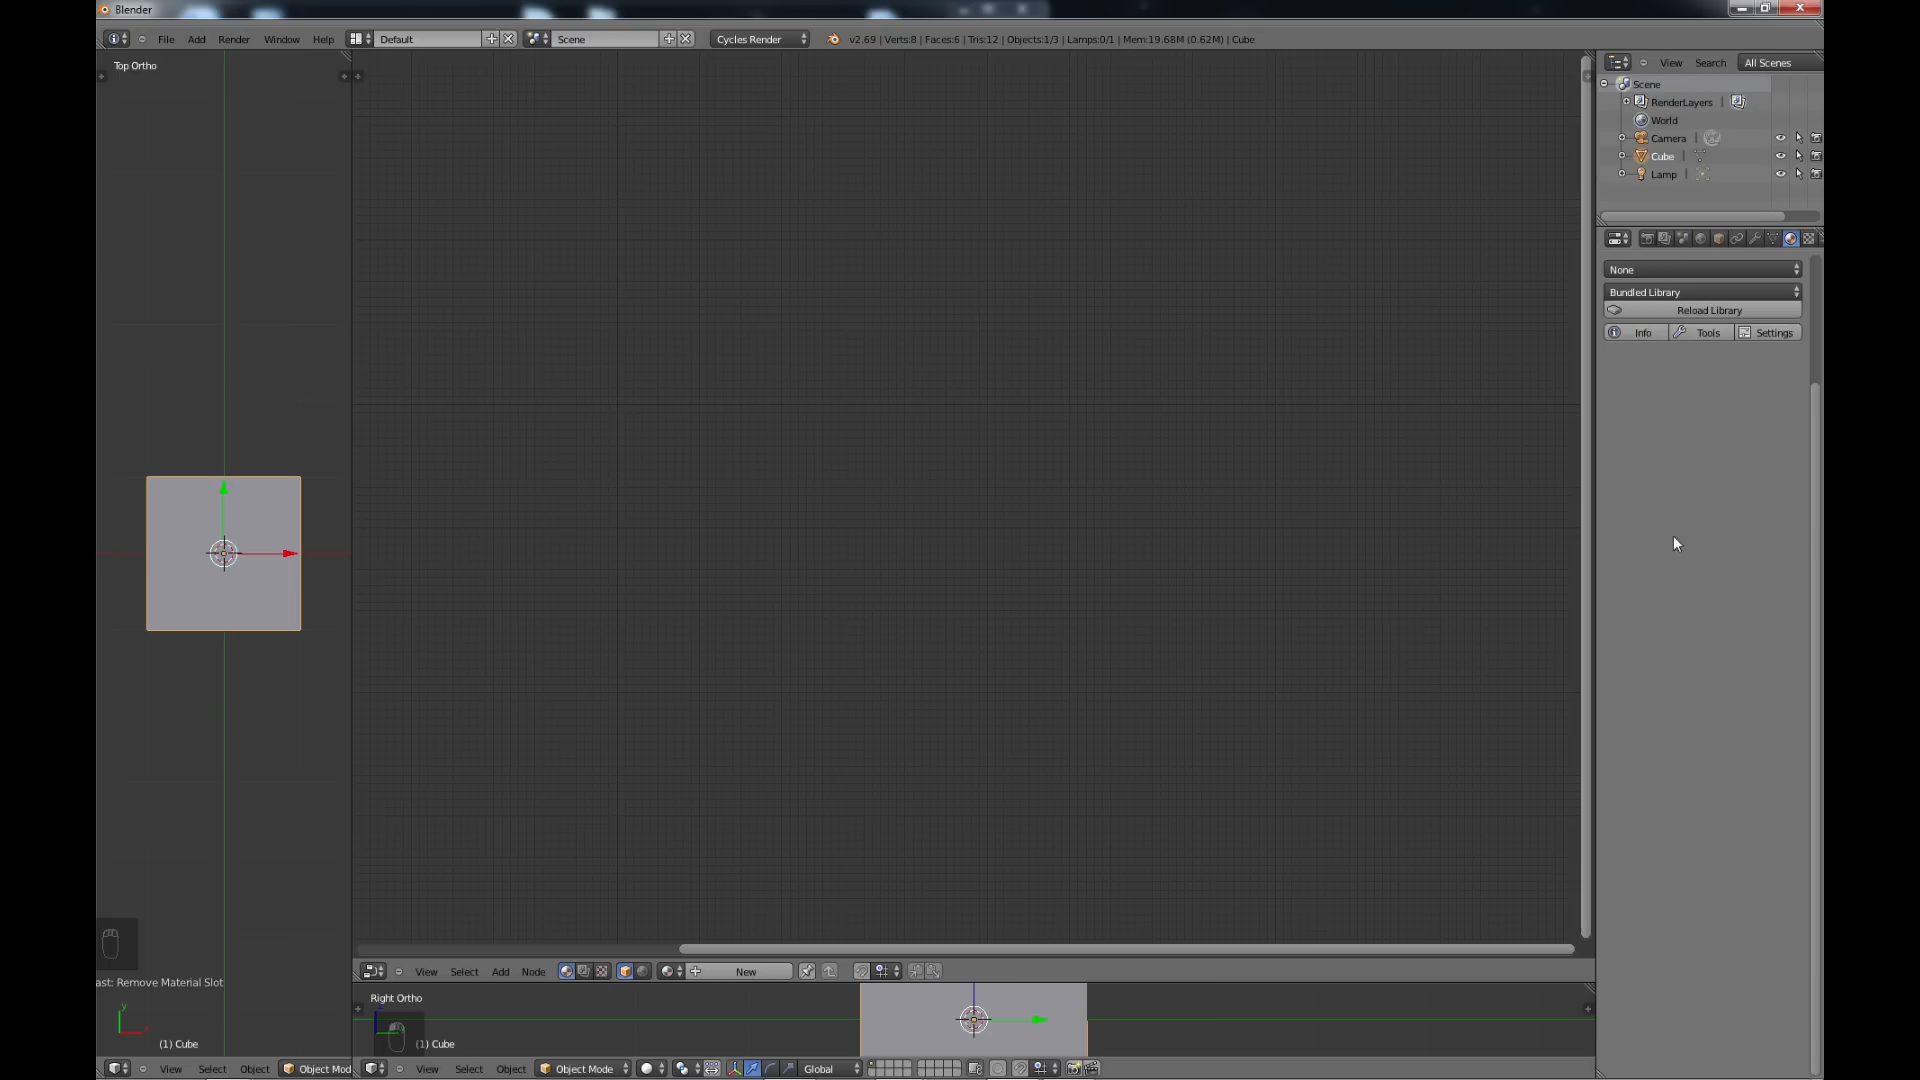 Blender
File Add Render Window Help Default Scene Cycles Render v2.69 | Verts:8 | Faces:6 | Tris:12 | Objects:1/3 | Lamps:0/1 | Mem:19.68M (0.62M) | Cube
Top Ortho
View Search All Scenes
Scene
RenderLayers
World
Camera
Cube
Lamp
None
Bundled Library
Reload Library
Info Tools Settings
View Select Add Node New
ast: Remove Material Slot
Right Ortho
y
(1) Cube
(1) Cube
View Select Object Object Mod
View Select Object Object Mode Global